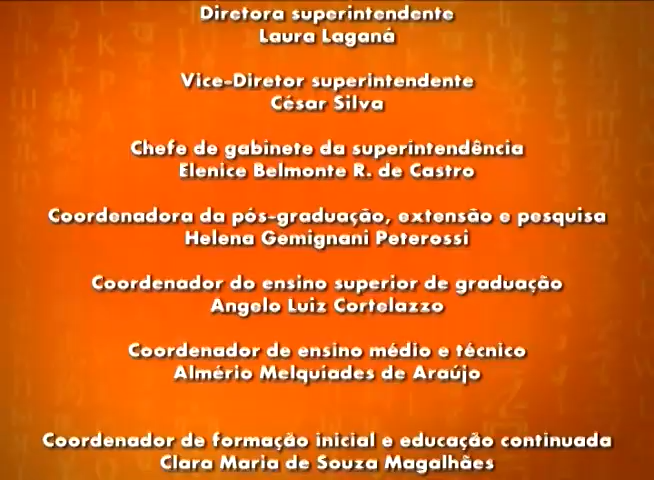 Diretora superintendente
Laura Laganá
Vice-Diretor superintendente
César Silva
Chefe de gabinete da superintendência
Elenice Belmonte R. de Castro
Coordenadora da pós-graduação, extensão e pesquisa
Helena Gemignani Peterossi
Coordenador do ensino superior de graduação
Angelo Luiz Cortelazzo
Coordenador de ensino médio e técnico
Almério Melquíades de Araújo
Coordenador de formação inicial e educação continuada
Clara Maria de Souza Magalhães